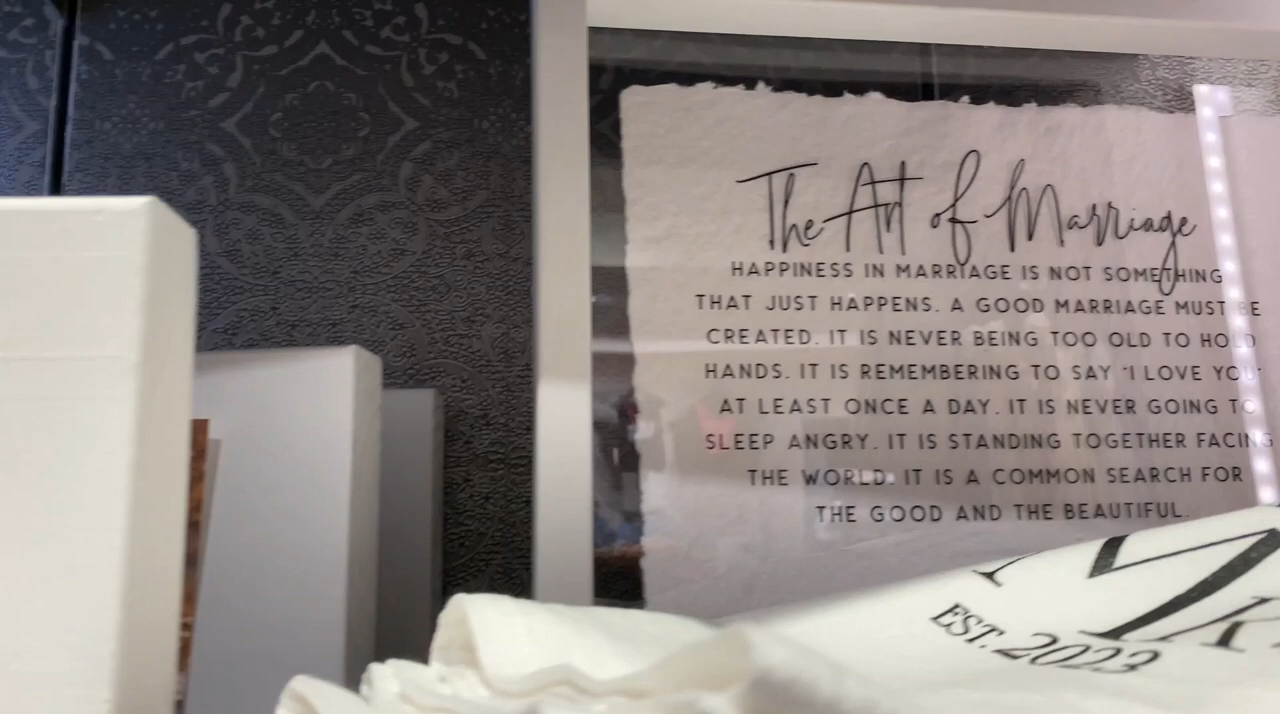 The Art of Marriage
HAPPINESS IN MARRIAGE IS NOT SOMETHING
THAT JUST HAPPENS. A GOOD MARRIAGE MUST BE
CREATED. IT IS NEVER BEING TOO OLD TO HOLD
HANDS. IT IS REMEMBERING TO SAY "I LOVE YOU"
AT LEAST ONCE A DAY. IT IS NEVER GOING TO
SLEEP ANGRY. IT IS STANDING TOGETHER FACING
THE WORLD. IT IS A COMMON SEARCH FOR
THE GOOD AND THE BEAUTIFUL.
EST. 2023